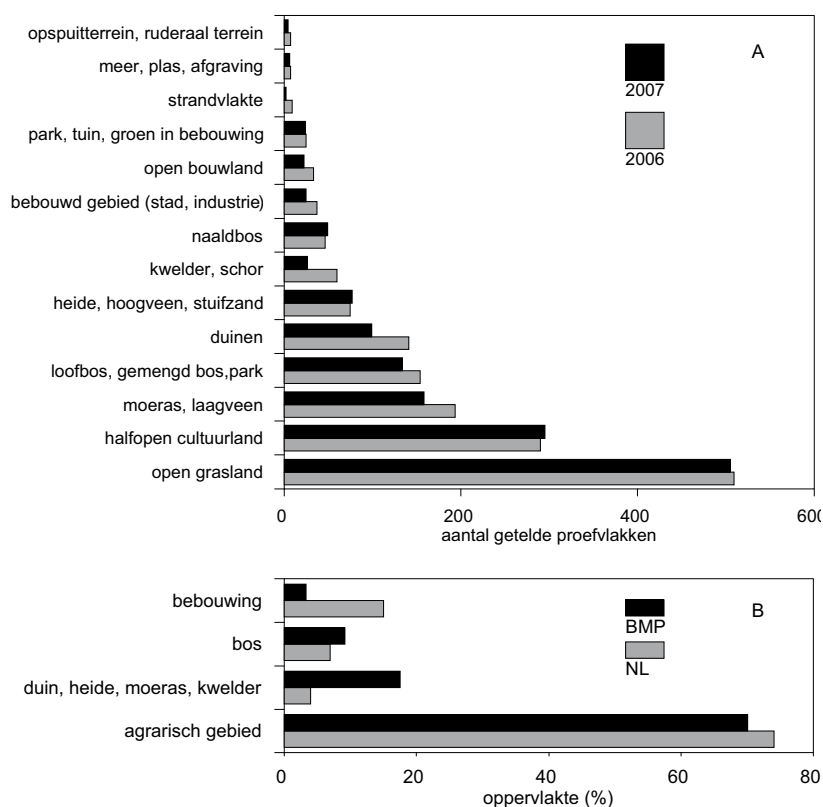 opspuitterrein, ruderaal terrein
meer, plas, afgraving
strandvlakte
park, tuin, groen in bebouwing
open bouwland
bebouwd gebied (stad, industrie)
naaldbos
kwelder, schor
heide, hoogveen, stuifzand
duinen
loofbos, gemengd bos,park
moeras, laagveen
halfopen cultuurland
open grasland
A
2007
2006
0 200 400 600
aantal getelde proefvlakken
bebouwing
bos
duin, heide, moeras, kwelder
agrarisch gebied
B
BMP
NL
0 20 40 60 80
oppervlakte (%)